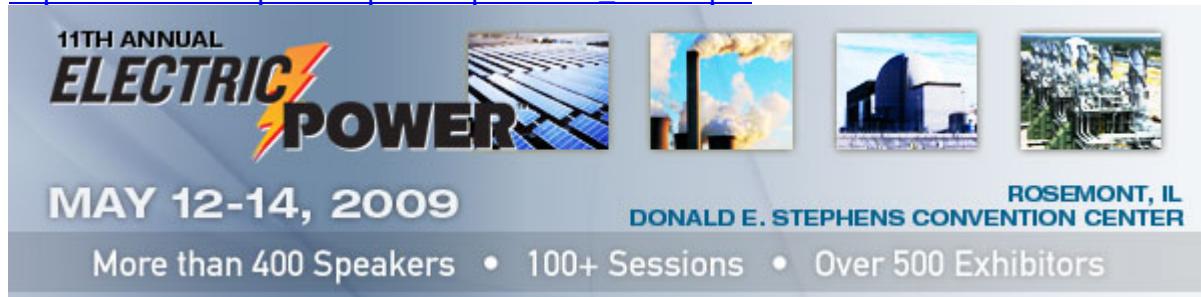 11TH ANNUAL
ELECTRIC
POWER
MAY 12-14, 2009
ROSEMONT, IL
DONALD E. STEPHENS CONVENTION CENTER
More than 400 Speakers • 100+ Sessions • Over 500 Exhibitors